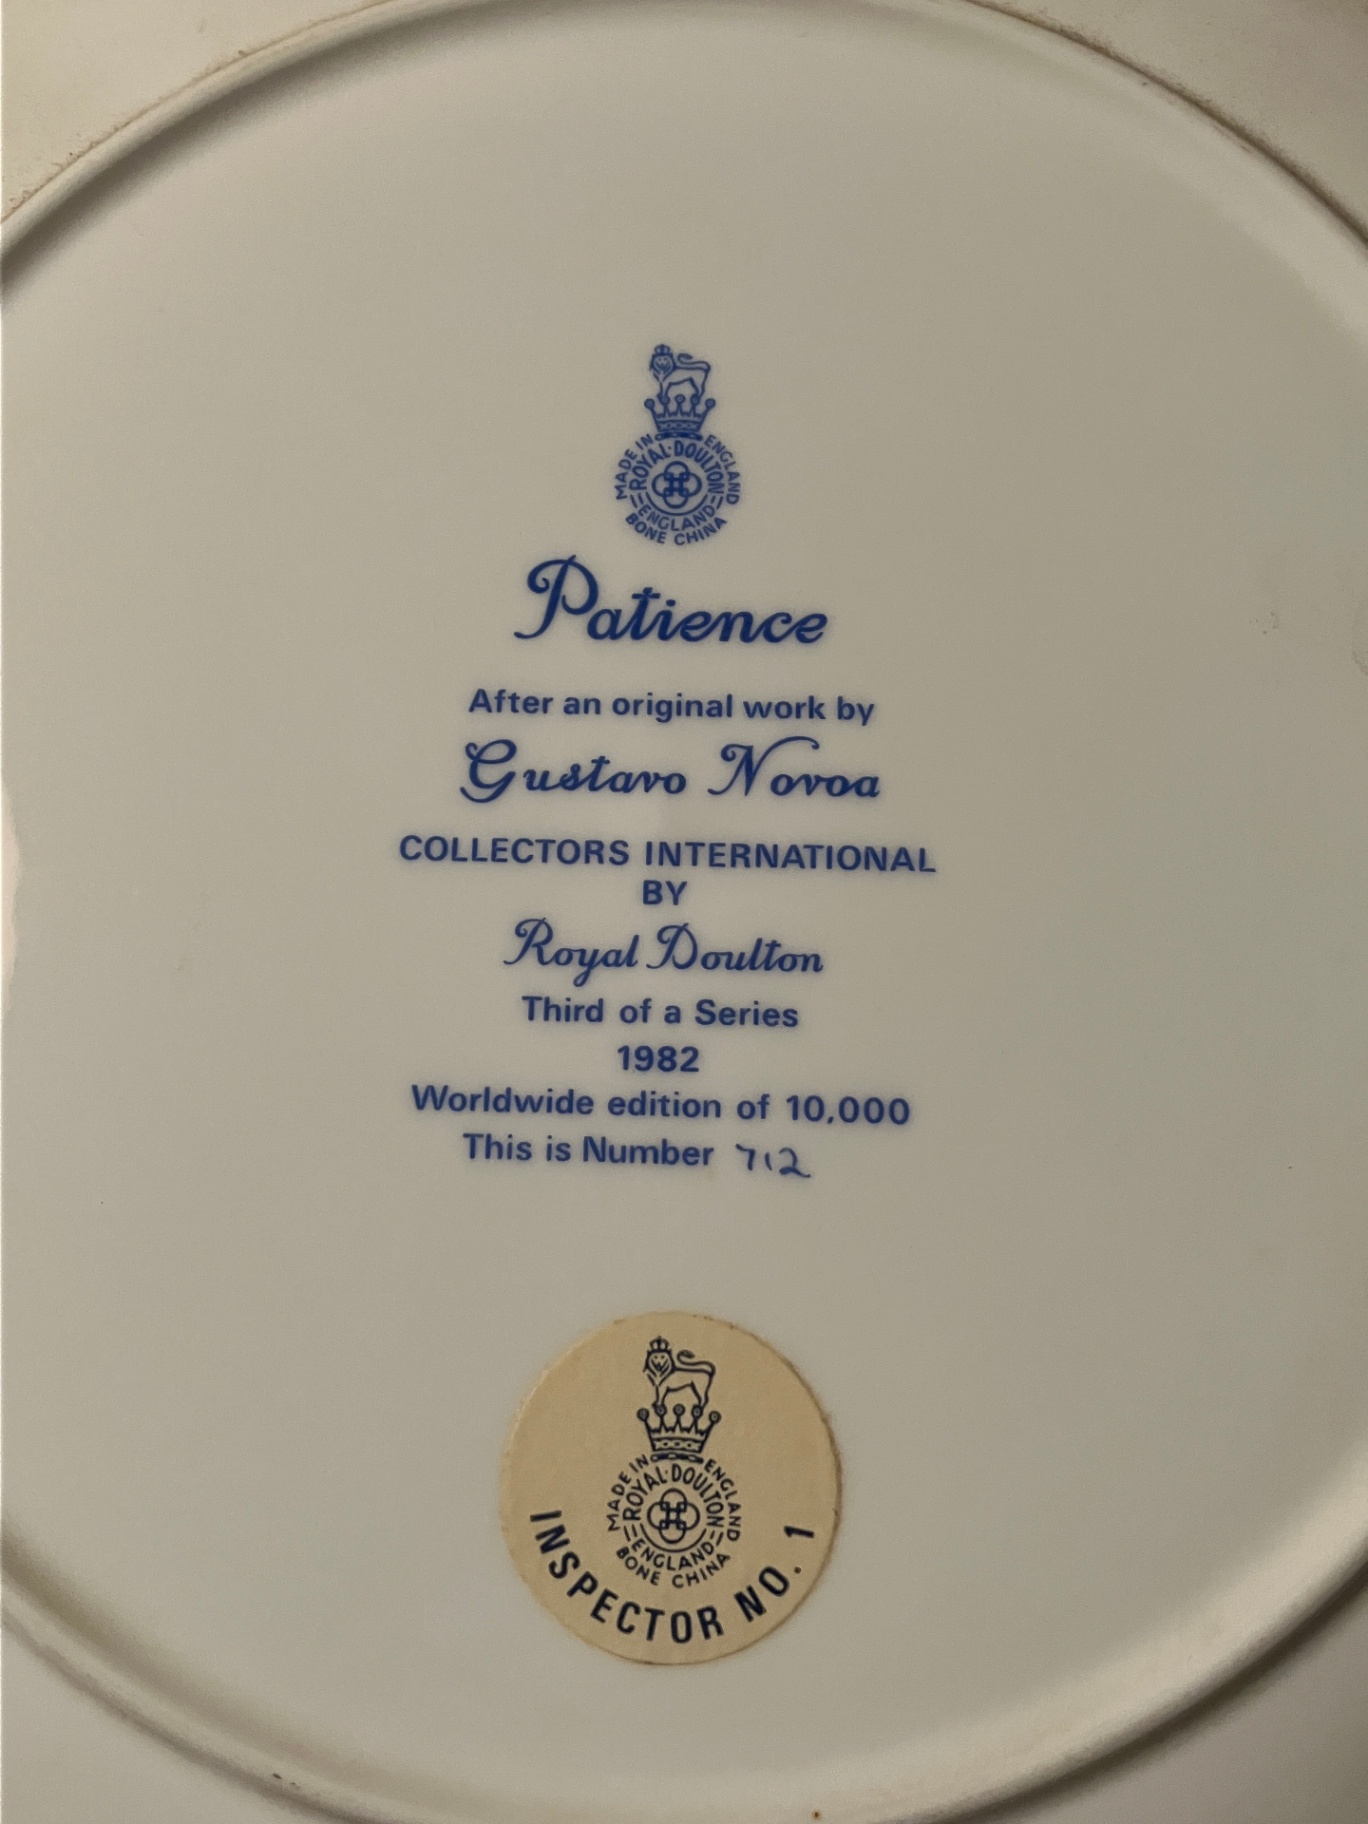 MADE IN ENGLAND
ROYAL·DOULTON
ENGLAND
BONE CHINA
Patience
After an original work by
Gustavo Novoa
COLLECTORS INTERNATIONAL
BY
Royal Doulton
Third of a Series
1982
Worldwide edition of 10,000
This is Number 712
MADE IN ENGLAND
ROYAL·DOULTON
ENGLAND
BONE CHINA
INSPECTOR NO. 1